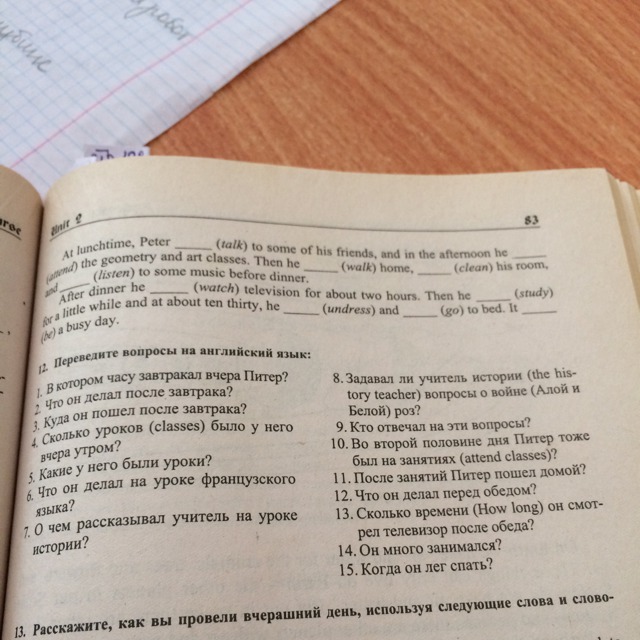 Unit 2
83
At lunchtime, Peter _____ (talk) to some of his friends, and in the afternoon he _____
(attend) the geometry and art classes. Then he _____ (walk) home, _____ (clean) his room,
and _____ (listen) to some music before dinner.
After dinner he _____ (watch) television for about two hours. Then he _____ (study)
for a little while and at about ten thirty, he _____ (undress) and _____ (go) to bed. It _____
(be) a busy day.
12. Переведите вопросы на английский язык:
1. В котором часу завтракал вчера Питер?
2. Что он делал после завтрака?
3. Куда он пошел после завтрака?
4. Сколько уроков (classes) было у него
вчера утром?
5. Какие у него были уроки?
6. Что он делал на уроке французского
языка?
7. О чем рассказывал учитель на уроке
истории?
8. Задавал ли учитель истории (the his-
tory teacher) вопросы о войне (Алой и
Белой) роз?
9. Кто отвечал на эти вопросы?
10. Во второй половине дня Питер тоже
был на занятиях (attend classes)?
11. После занятий Питер пошел домой?
12. Что он делал перед обедом?
13. Сколько времени (How long) он смот-
рел телевизор после обеда?
14. Он много занимался?
15. Когда он лег спать?
13. Расскажите, как вы провели вчерашний день, используя следующие слова и слово-